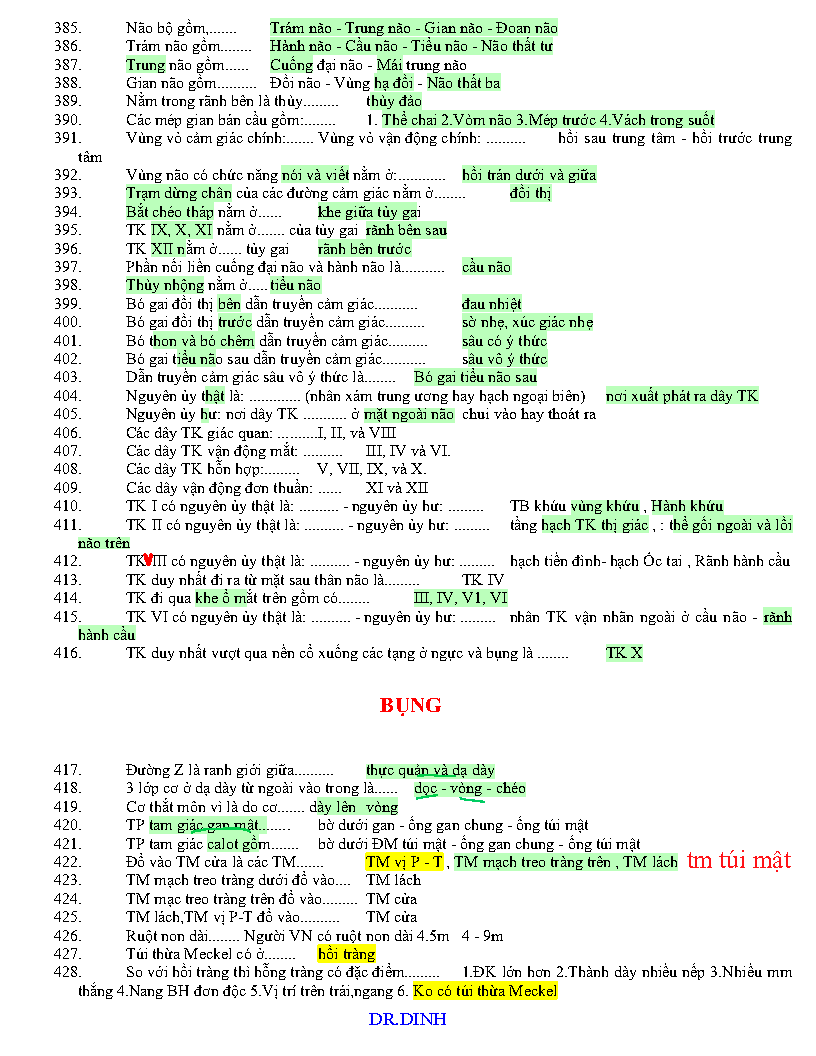 385. Não bộ gồm,....... Trám não - Trung não - Gian não - Đoan não
386. Trám não gồm........ Hành não - Cầu não - Tiểu não - Não thất tư
387. Trung não gồm...... Cuống đại não - Mái trung não
388. Gian não gồm.......... Đồi não - Vùng hạ đồi - Não thất ba
389. Nằm trong rãnh bên là thùy......... thùy đảo
390. Các mép gian bán cầu gồm:........ 1. Thể chai 2.Vòm não 3.Mép trước 4.Vách trong suốt
391. Vùng vỏ cảm giác chính:....... Vùng vỏ vận động chính: .......... hồi sau trung tâm - hồi trước trung
tâm
392. Vùng não có chức năng nói và viết nằm ở:............ hồi trán dưới và giữa
393. Trạm dừng chân của các đường cảm giác nằm ở........ đồi thị
394. Bắt chéo tháp nằm ở...... khe giữa tủy gai
395. TK IX, X, XI nằm ở....... của tủy gai rãnh bên sau
396. TK XII nằm ở...... tủy gai rãnh bên trước
397. Phần nối liền cuống đại não và hành não là........... cầu não
398. Thùy nhộng nằm ở..... tiểu não
399. Bó gai đồi thị bên dẫn truyền cảm giác........... đau nhiệt
400. Bó gai đồi thị trước dẫn truyền cảm giác.......... sờ nhẹ, xúc giác nhẹ
401. Bó thon và bó chêm dẫn truyền cảm giác.......... sâu có ý thức
402. Bó gai tiểu não sau dẫn truyền cảm giác........... sâu vô ý thức
403. Dẫn truyền cảm giác sâu vô ý thức là........ Bó gai tiểu não sau
404. Nguyên ủy thật là: ............. (nhân xám trung ương hay hạch ngoại biên) nơi xuất phát ra dây TK
405. Nguyên ủy hư: nơi dây TK ........... ở mặt ngoài não chui vào hay thoát ra
406. Các dây TK giác quan: ..........I, II, và VIII
407. Các dây TK vận động mắt: .......... III, IV và VI.
408. Các dây TK hỗn hợp:......... V, VII, IX, và X.
409. Các dây vận động đơn thuần: ...... XI và XII
410. TK I có nguyên ủy thật là: .......... - nguyên ủy hư: ......... TB khứu vùng khứu , Hành khứu
411. TK II có nguyên ủy thật là: .......... - nguyên ủy hư: ......... tầng hạch TK thị giác , : thể gối ngoài và lồi
não trên
412. TKVIII có nguyên ủy thật là: .......... - nguyên ủy hư: ......... hạch tiền đình- hạch Ốc tai , Rãnh hành cầu
413. TK duy nhất đi ra từ mặt sau thân não là......... TK IV
414. TK đi qua khe ổ mắt trên gồm có........ III, IV, V1, VI
415. TK VI có nguyên ủy thật là: .......... - nguyên ủy hư: ......... nhân TK vận nhãn ngoài ở cầu não - rãnh
hành cầu
416. TK duy nhất vượt qua nền cổ xuống các tạng ở ngực và bụng là ........ TK X
BỤNG
417. Đường Z là ranh giới giữa.......... thực quản và dạ dày
418. 3 lớp cơ ở dạ dày từ ngoài vào trong là...... dọc - vòng - chéo
419. Cơ thắt môn vị là do cơ....... dày lên vòng
420. TP tam giác gan mật........ bờ dưới gan - ống gan chung - ống túi mật
421. TP tam giác calot gồm....... bờ dưới ĐM túi mật - ống gan chung - ống túi mật
422. Đổ vào TM cửa là các TM....... TM vị P - T , TM mạch treo tràng trên , TM lách tm túi mật
423. TM mạch treo tràng dưới đổ vào.... TM lách
424. TM mạc treo tràng trên đổ vào......... TM cửa
425. TM lách,TM vị P-T đổ vào.......... TM cửa
426. Ruột non dài........ Người VN có ruột non dài 4.5m 4 - 9m
427. Túi thừa Meckel có ở........ hồi tràng
428. So với hồi tràng thì hỗng tràng có đặc điểm......... 1.ĐK lớn hơn 2.Thành dày nhiều nếp 3.Nhiều mm
thẳng 4.Nang BH đơn độc 5.Vị trí trên trái,ngang 6. Ko có túi thừa Meckel
DR.DINH